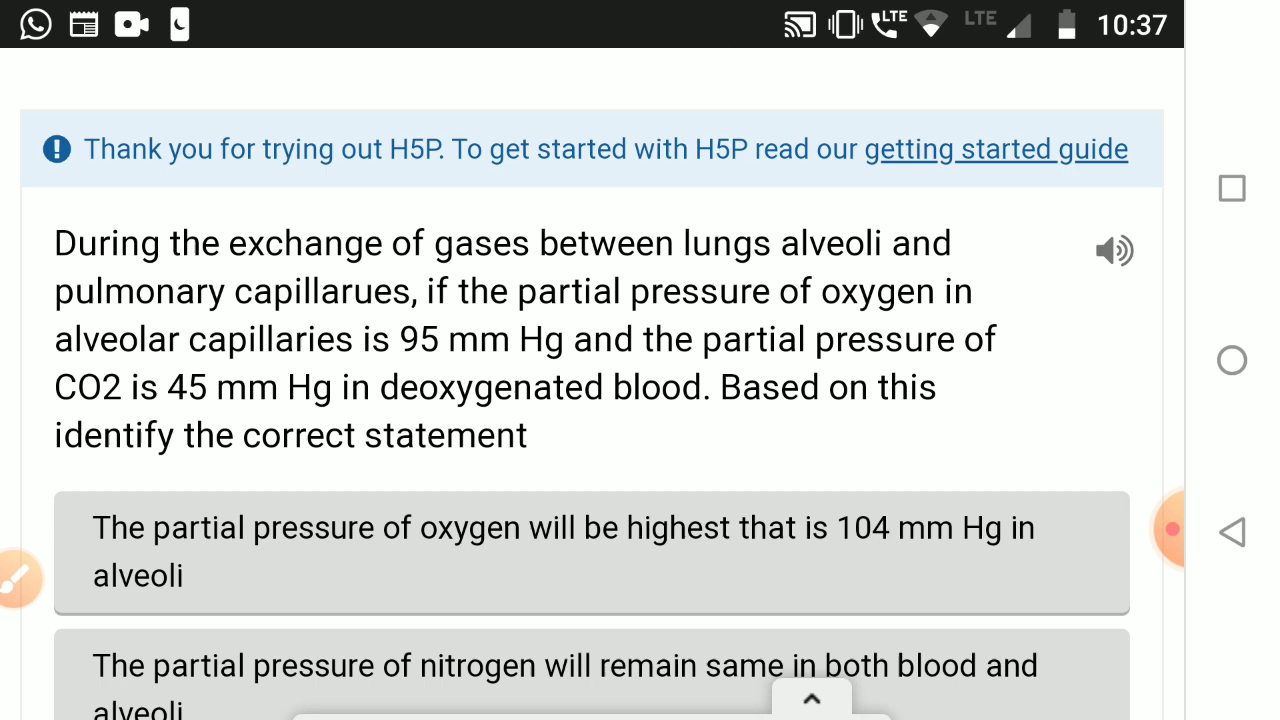 LTE LTE 10:37
Thank you for trying out H5P. To get started with H5P read our getting started guide
During the exchange of gases between lungs alveoli and
pulmonary capillarues, if the partial pressure of oxygen in
alveolar capillaries is 95 mm Hg and the partial pressure of
CO2 is 45 mm Hg in deoxygenated blood. Based on this
identify the correct statement
The partial pressure of oxygen will be highest that is 104 mm Hg in
alveoli
The partial pressure of nitrogen will remain same in both blood and
alveoli